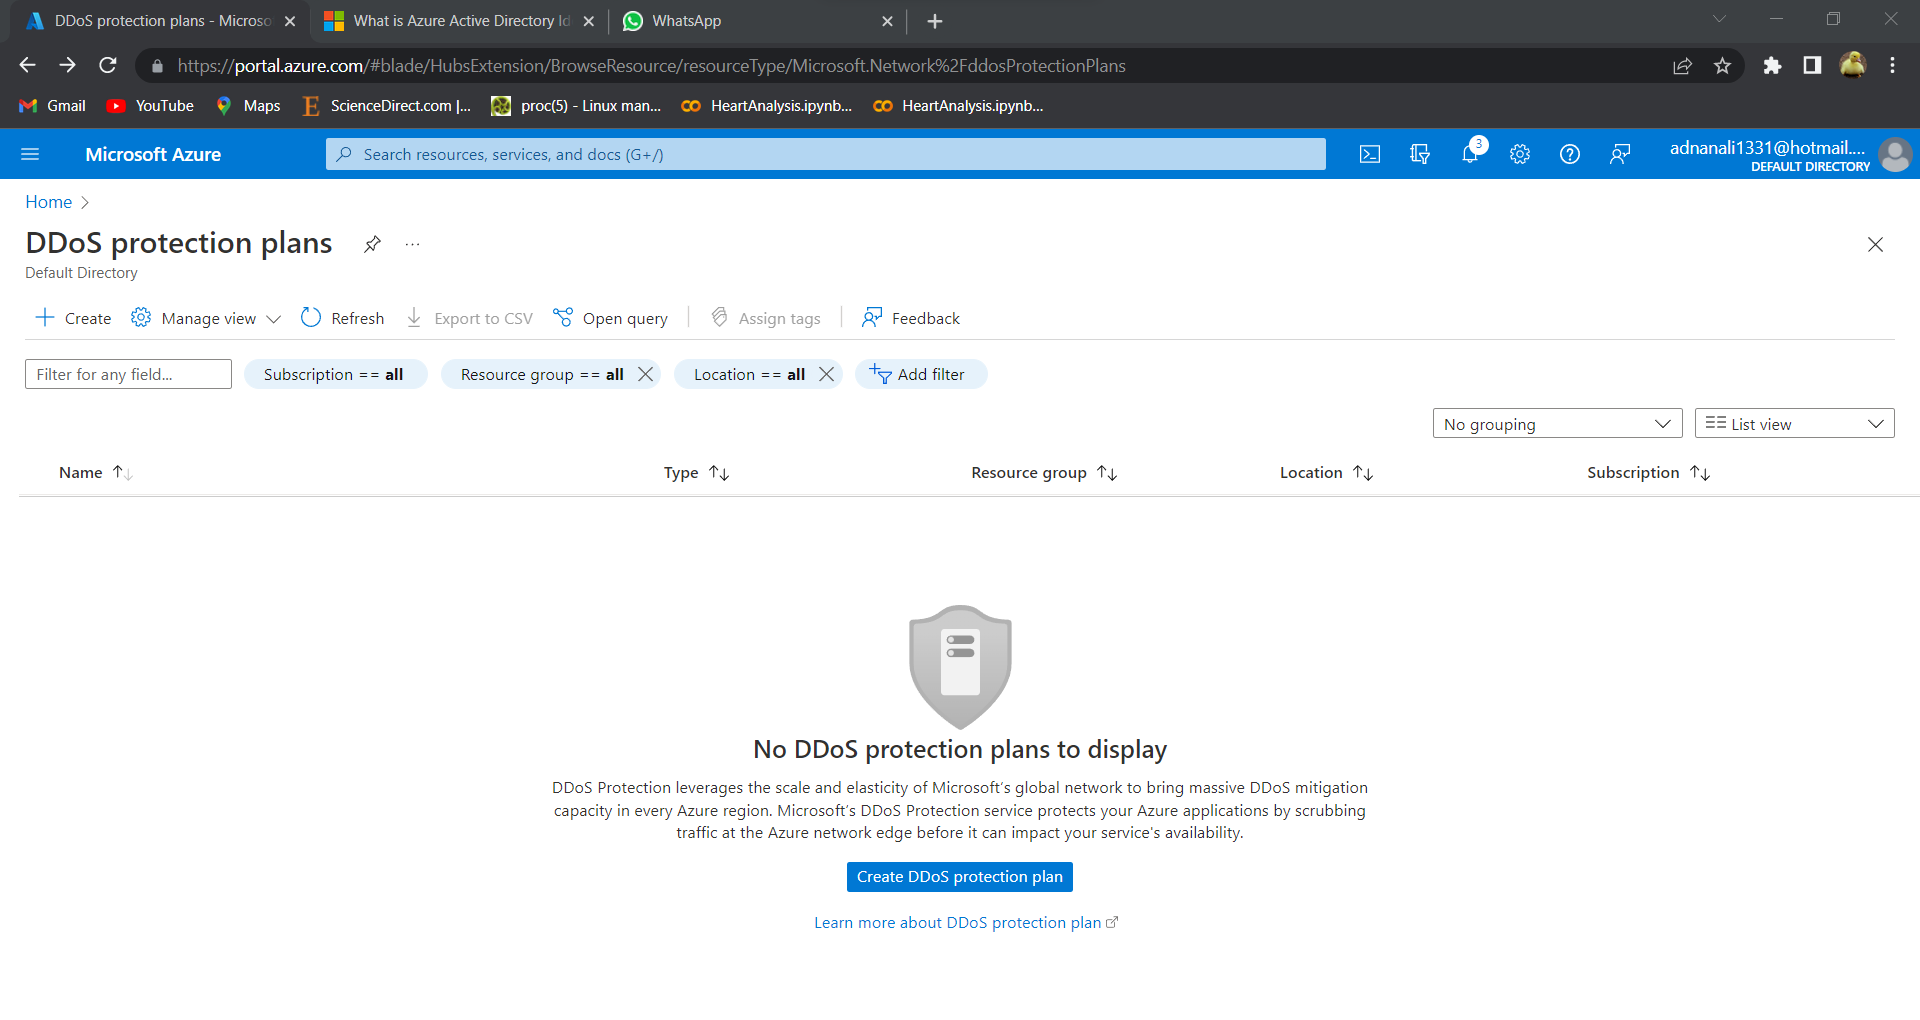 DDoS protection plans - Microso
What is Azure Active Directory Id
WhatsApp
https://portal.azure.com/#blade/HubsExtension/BrowseResource/resourceType/Microsoft.Network%2FddosProtectionPlans
Gmail
YouTube
Maps
ScienceDirect.com |...
proc(5) - Linux man...
HeartAnalysis.ipynb...
HeartAnalysis.ipynb...
Microsoft Azure
Search resources, services, and docs (G+/)
3
adnanali1331@hotmail....
DEFAULT DIRECTORY
Home
DDoS protection plans
...
Default Directory
Create
Manage view
Refresh
Export to CSV
Open query
Assign tags
Feedback
Filter for any field...
Subscription == all
Resource group == all
Location == all
Add filter
No grouping
List view
Name
Type
Resource group
Location
Subscription
No DDoS protection plans to display
DDoS Protection leverages the scale and elasticity of Microsoft's global network to bring massive DDoS mitigation
capacity in every Azure region. Microsoft's DDoS Protection service protects your Azure applications by scrubbing
traffic at the Azure network edge before it can impact your service's availability.
Create DDoS protection plan
Learn more about DDoS protection plan